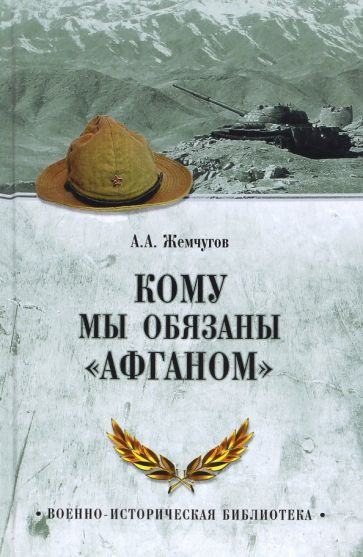 А.А. Жемчугов
КОМУ
МЫ ОБЯЗАНЫ
«АФГАНОМ»
• ВОЕННО-ИСТОРИЧЕСКАЯ БИБЛИОТЕКА •